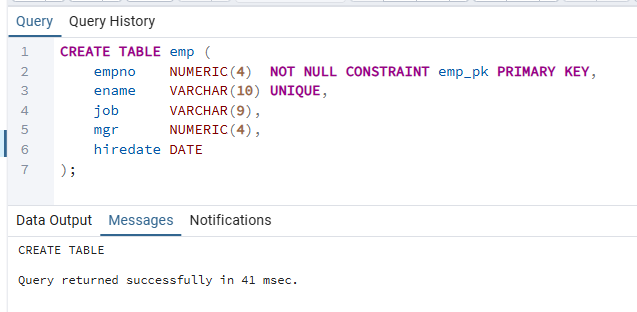 Query Query History
1 CREATE TABLE emp (
2 empno NUMERIC(4) NOT NULL CONSTRAINT emp_pk PRIMARY KEY,
3 ename VARCHAR(10) UNIQUE,
4 job VARCHAR(9),
5 mgr NUMERIC(4),
6 hiredate DATE
7 );
Data Output Messages Notifications
CREATE TABLE
Query returned successfully in 41 msec.